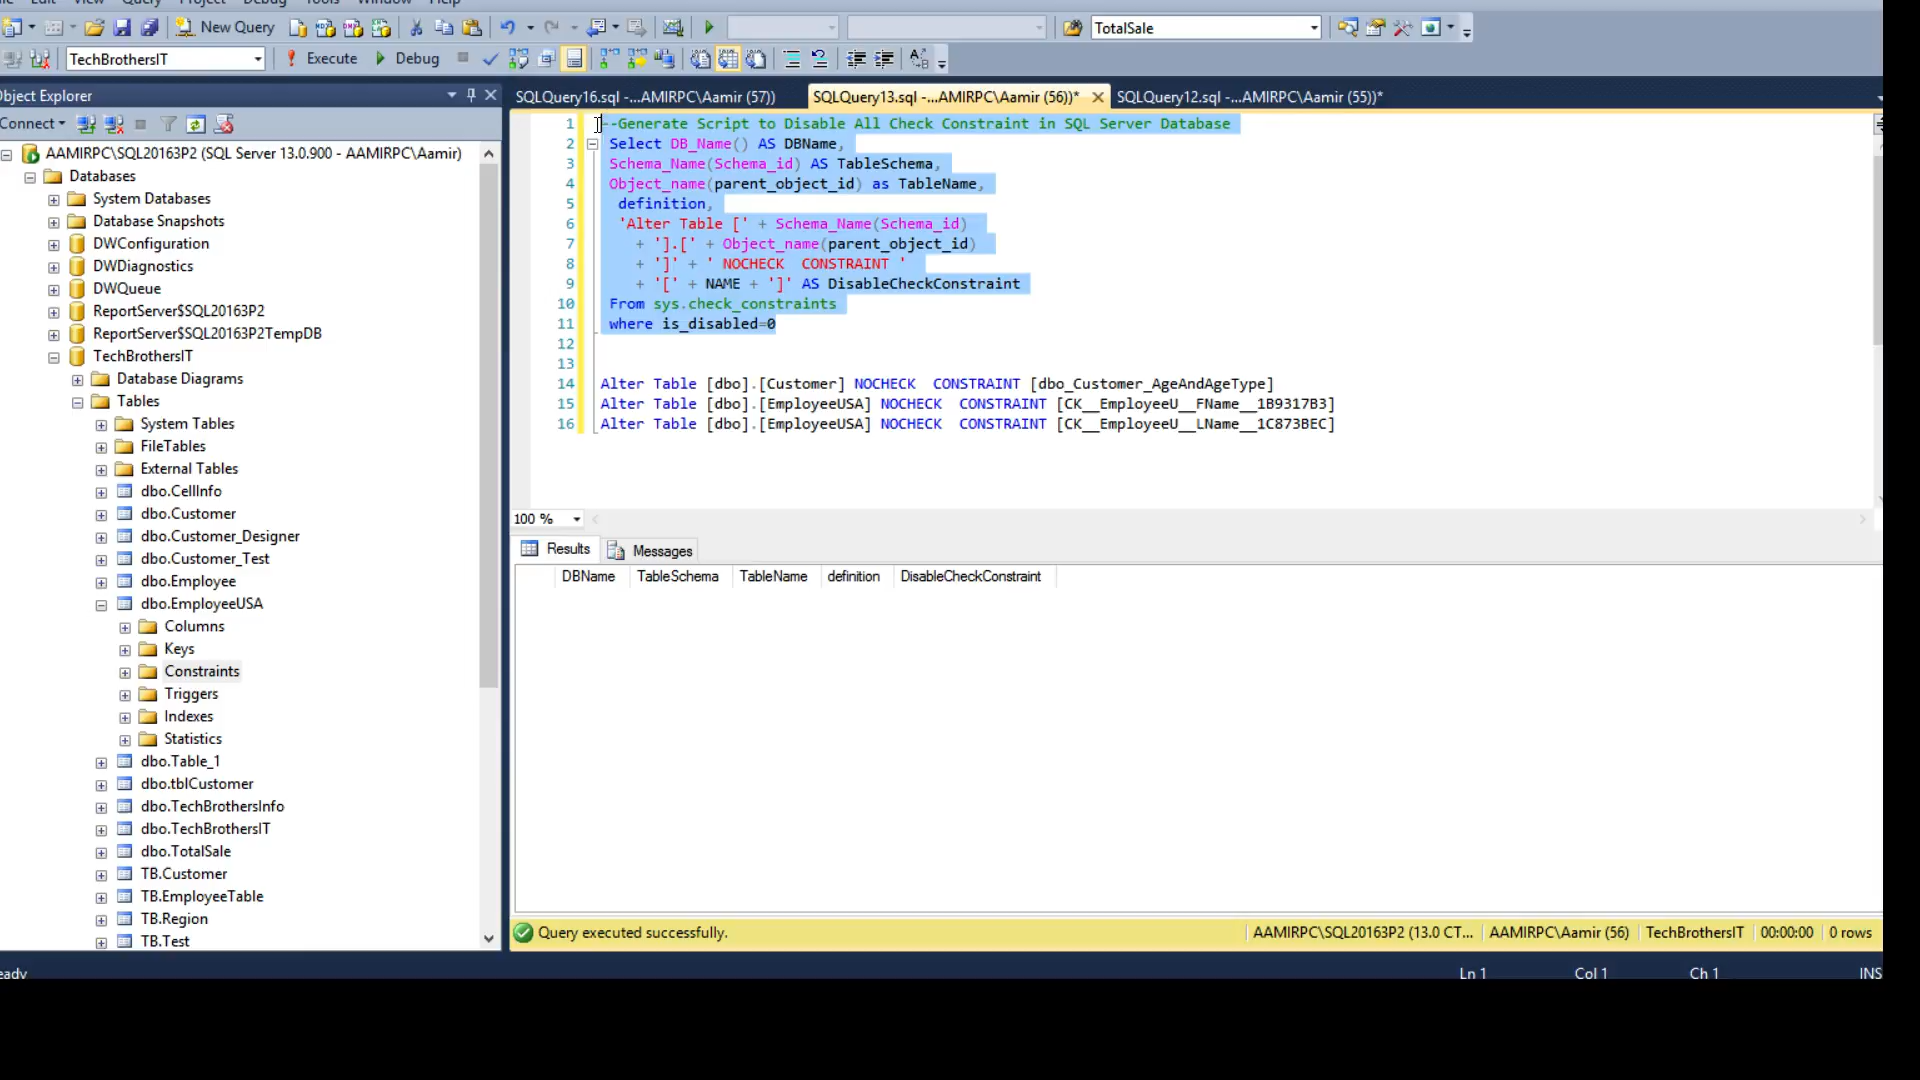 Edit View Query Project Debug Tools Window Help
New Query
TotalSale
TechBrothersIT
Execute
Debug
Object Explorer
Connect
AAMIRPC\SQL20163P2 (SQL Server 13.0.900 - AAMIRPC\Aamir)
Databases
System Databases
Database Snapshots
DWConfiguration
DWDiagnostics
DWQueue
ReportServer$SQL20163P2
ReportServer$SQL20163P2TempDB
TechBrothersIT
Database Diagrams
Tables
System Tables
FileTables
External Tables
dbo.CellInfo
dbo.Customer
dbo.Customer_Designer
dbo.Customer_Test
dbo.Employee
dbo.EmployeeUSA
Columns
Keys
Constraints
Triggers
Indexes
Statistics
dbo.Table_1
dbo.tblCustomer
dbo.TechBrothersInfo
dbo.TechBrothersIT
dbo.TotalSale
TB.Customer
TB.EmployeeTable
TB.Region
TB.Test
SQLQuery16.sql -...AMIRPC\Aamir (57))
SQLQuery13.sql -...AMIRPC\Aamir (56))*
SQLQuery12.sql -...AMIRPC\Aamir (55))*
1 --Generate Script to Disable All Check Constraint in SQL Server Database
2 Select DB_Name() AS DBName,
3 Schema_Name(Schema_id) AS TableSchema,
4 Object_name(parent_object_id) as TableName,
5 definition,
6 'Alter Table [' + Schema_Name(Schema_id)
7 + '].[' + Object_name(parent_object_id)
8 + ']' + ' NOCHECK  CONSTRAINT '
9 + '[' + NAME + ']' AS DisableCheckConstraint
10 From sys.check_constraints
11 where is_disabled=0
12
13
14 Alter Table [dbo].[Customer] NOCHECK  CONSTRAINT [dbo_Customer_AgeAndAgeType]
15 Alter Table [dbo].[EmployeeUSA] NOCHECK  CONSTRAINT [CK__EmployeeU__FName__1B9317B3]
16 Alter Table [dbo].[EmployeeUSA] NOCHECK  CONSTRAINT [CK__EmployeeU__LName__1C873BEC]
100 %
Results Messages
DBName TableSchema TableName definition DisableCheckConstraint
Query executed successfully.
AAMIRPC\SQL20163P2 (13.0 CT... AAMIRPC\Aamir (56) TechBrothersIT 00:00:00 0 rows
eady
Ln 1 Col 1 Ch 1 INS